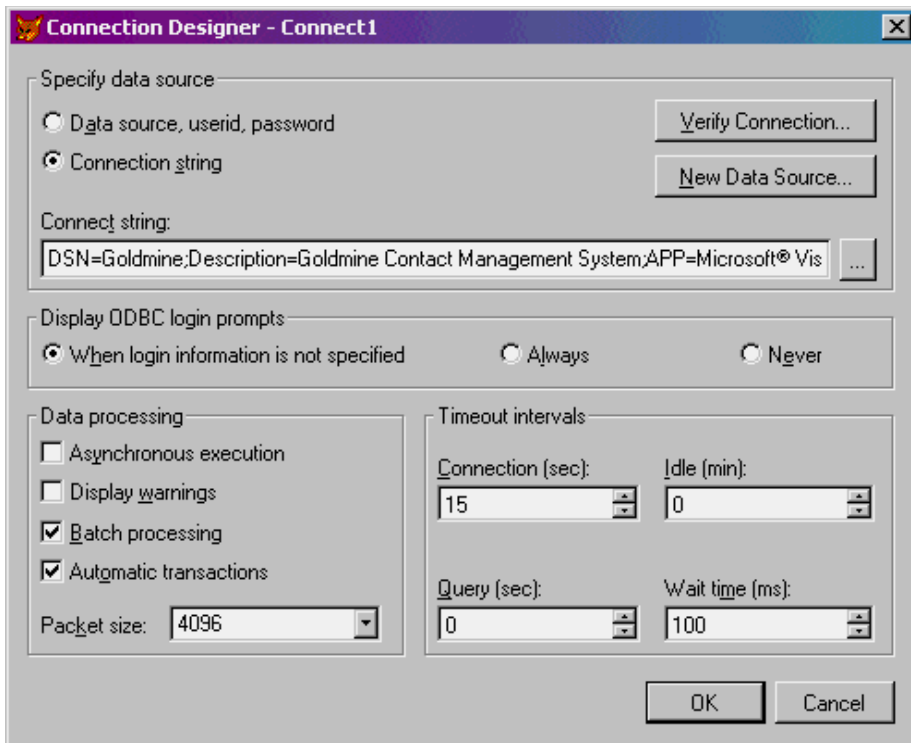 Connection Designer - Connect1
Specify data source
Data source, userid, password
Verify Connection...
Connection string
New Data Source...
Connect string:
DSN=Goldmine;Description=Goldmine Contact Management System;APP=Microsoft® Vis
...
Display ODBC login prompts
When login information is not specified
Always
Never
Data processing
Asynchronous execution
Display warnings
Batch processing
Automatic transactions
Packet size: 4096
Timeout intervals
Connection (sec): Idle (min):
15 0
Query (sec): Wait time (ms):
0 100
OK Cancel